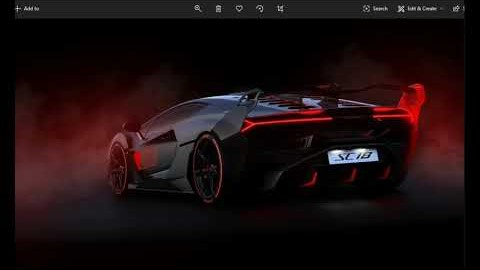 Add to
Search
Edit & Create
SC18